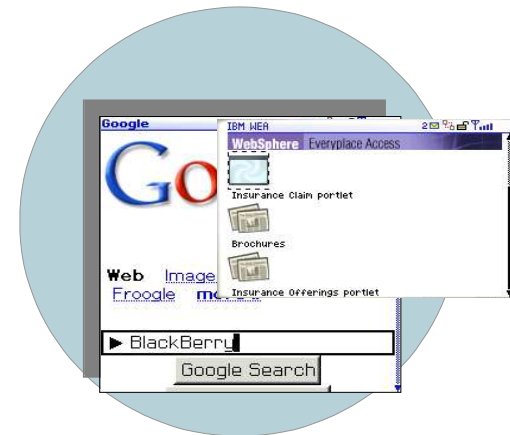 Google
IBM WEA
2
WebSphere Everyplace Access
Go
Insurance Claim portlet
Brochures
Web Image
Froogle
Insurance Offerings portlet
BlackBerry
Google Search